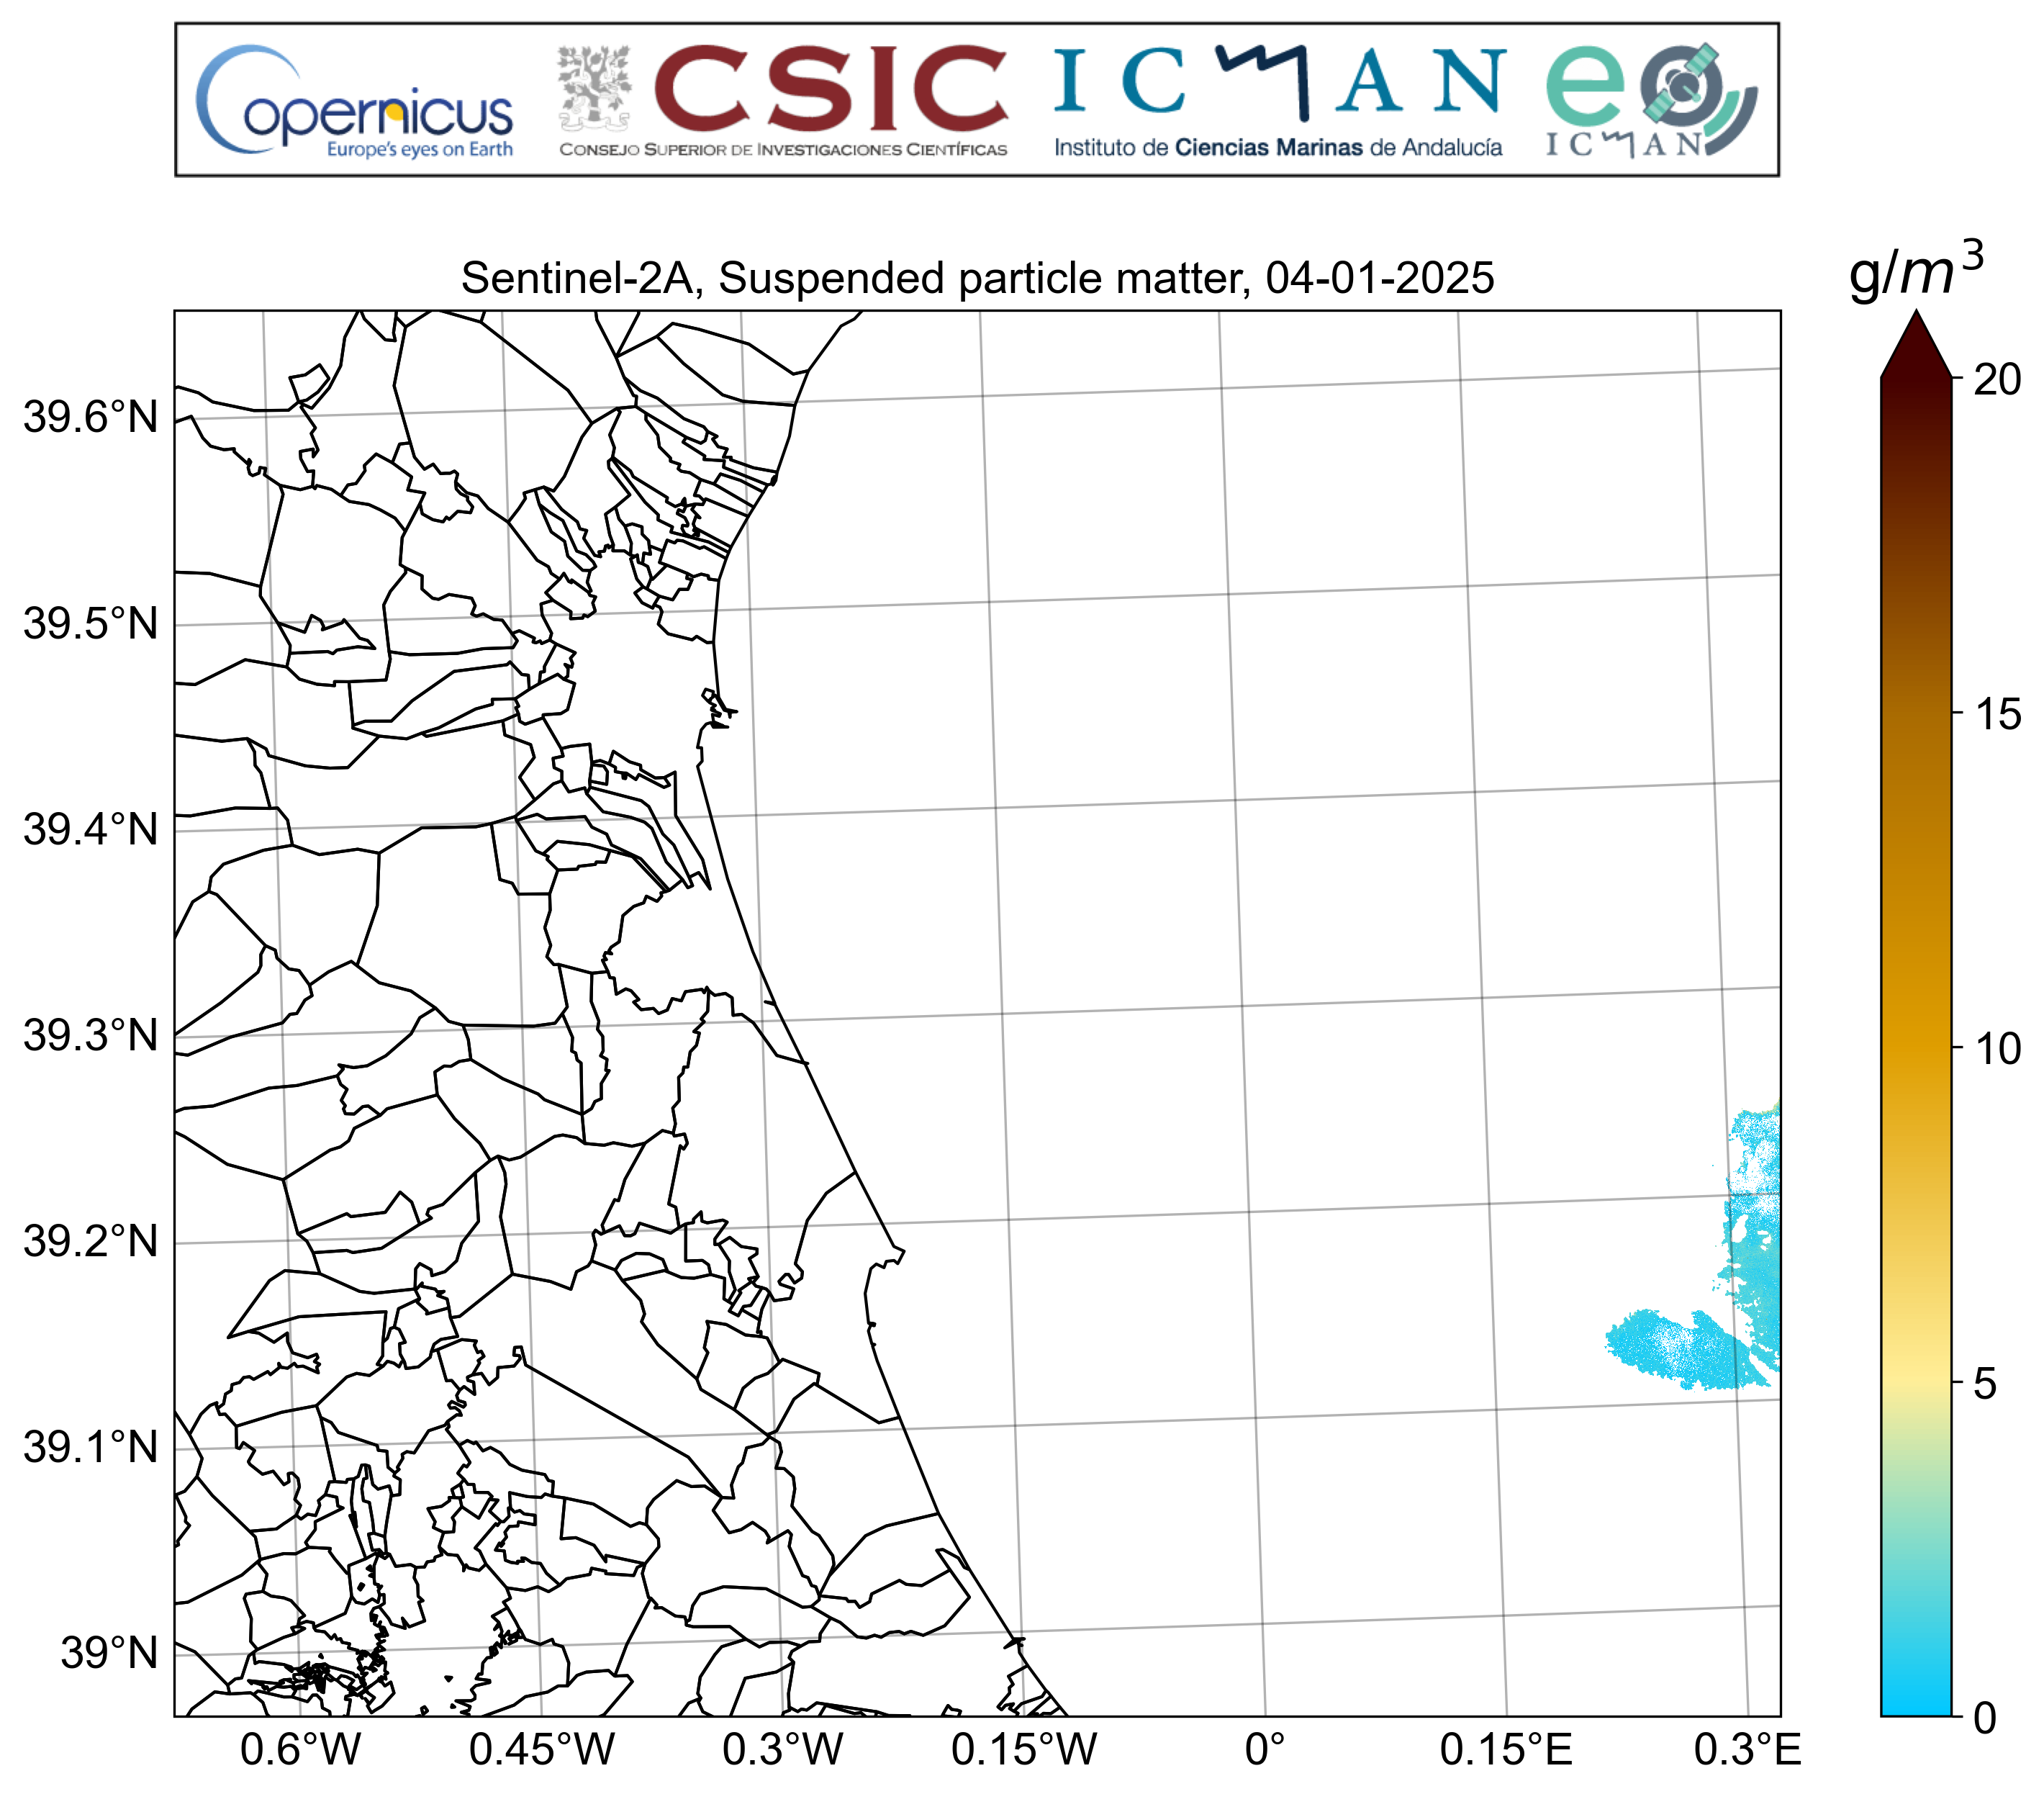 opernicus
Europe's eyes on Earth
CSIC
CONSEJO SUPERIOR DE INVESTIGACIONES CIENTÍFICAS
ICMAN
Instituto de Ciencias Marinas de Andalucía
eo
ICMAN
Sentinel-2A, Suspended particle matter, 04-01-2025
g/m³
39.6°N
39.5°N
39.4°N
39.3°N
39.2°N
39.1°N
39°N
0.6°W 0.45°W 0.3°W 0.15°W 0° 0.15°E 0.3°E
20
15
10
5
0